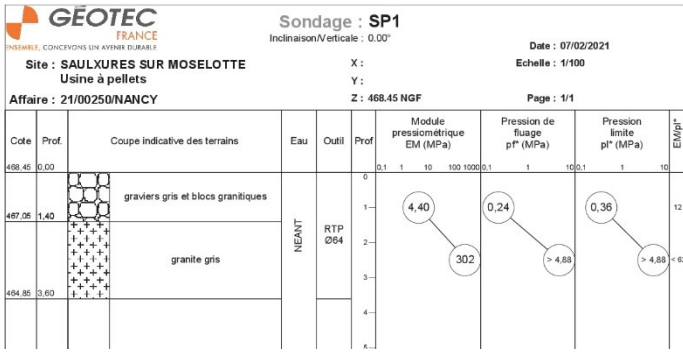 GÉOTEC
FRANCE
ENSEMBLE, CONCEVONS UN AVENIR DURABLE
Sondage : SP1
Inclinaison/Verticale : 0.00°
Date : 07/02/2021
Site : SAULXURES SUR MOSELOTTE
X :
Echelle : 1/100
Usine à pellets
Y :
Affaire : 21/00250/NANCY
Z : 468.45 NGF
Page : 1/1
Cote Prof. Coupe indicative des terrains Eau Outil Prof
Module pressiométrique EM (MPa)
Pression de fluage pf* (MPa)
Pression limite pl* (MPa)
EM/pl*
468,45 0,00
0,1 1 10 100 1000
0,1 1 10
0,1 1 10
0
graviers gris et blocs granitiques
1
4,40 0,24 0,36 12
467,05 1,40
NEANT
RTP
Ø64
2
granite gris
302 > 4,88 > 4,88
3
464,85 3,60
4
5